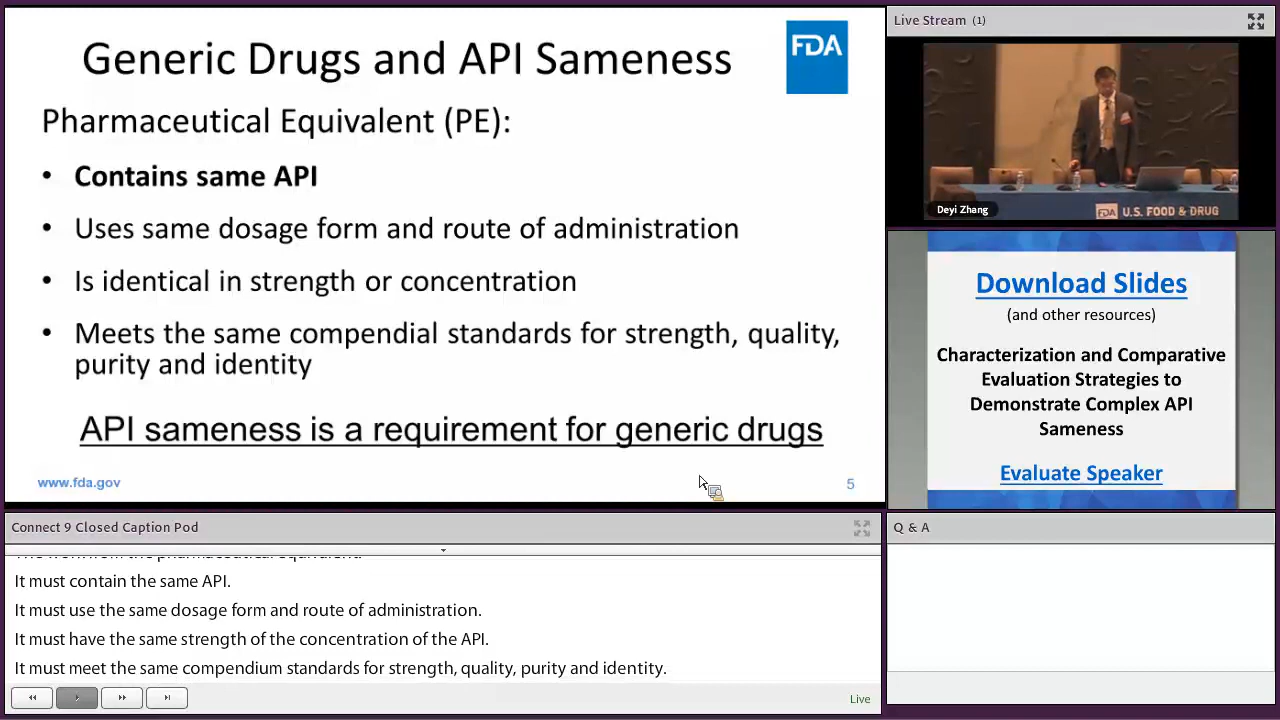 Generic Drugs and API Sameness
FDA
Pharmaceutical Equivalent (PE):
• Contains same API
• Uses same dosage form and route of administration
• Is identical in strength or concentration
• Meets the same compendial standards for strength, quality,
purity and identity
API sameness is a requirement for generic drugs
www.fda.gov
5
Live Stream (1)
Deyi Zhang
FDA U.S. FOOD & DRUG
Download Slides
(and other resources)
Characterization and Comparative
Evaluation Strategies to
Demonstrate Complex API
Sameness
Evaluate Speaker
Connect 9 Closed Caption Pod
the pharmaceutical equivalent.
It must contain the same API.
It must use the same dosage form and route of administration.
It must have the same strength of the concentration of the API.
It must meet the same compendium standards for strength, quality, purity and identity.
Live
Q & A